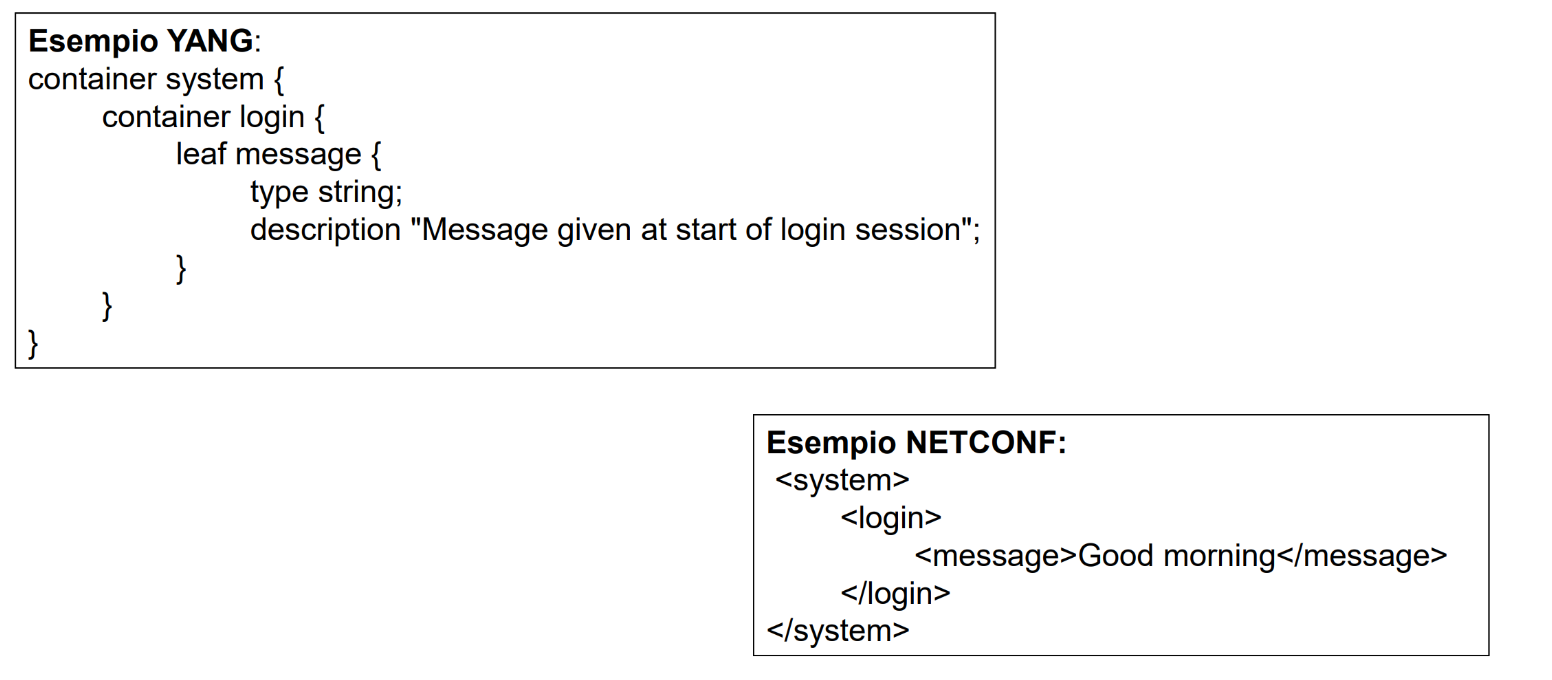 Esempio YANG:
container system {
container login {
leaf message {
type string;
description "Message given at start of login session";
}
}
}
Esempio NETCONF:
<system>
<login>
<message>Good morning</message>
</login>
</system>